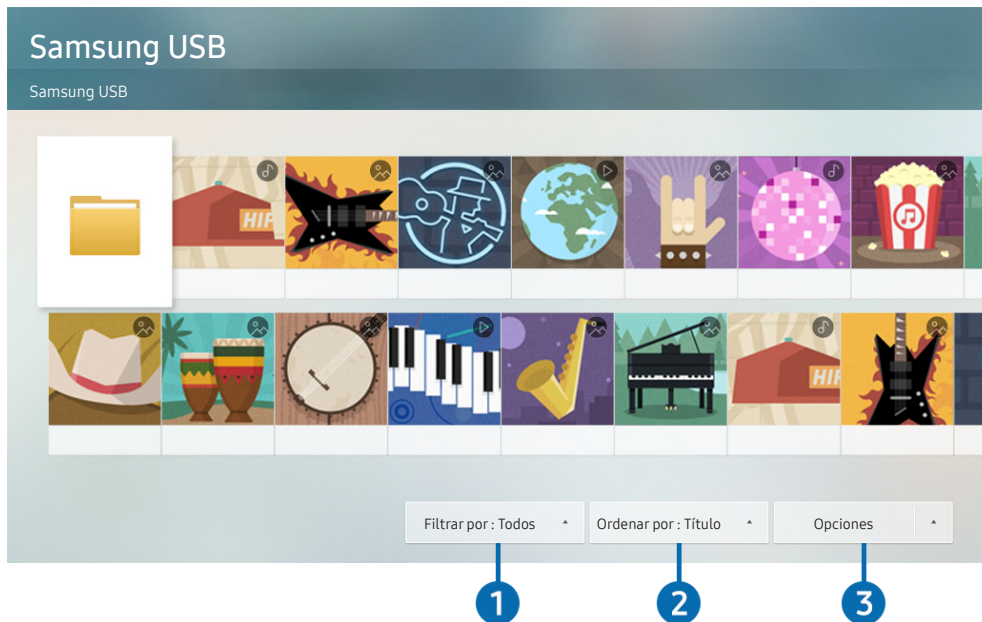 Samsung USB
Samsung USB
HIP
HIP
Filtrar por : Todos
Ordenar por : Título
Opciones
1
2
3